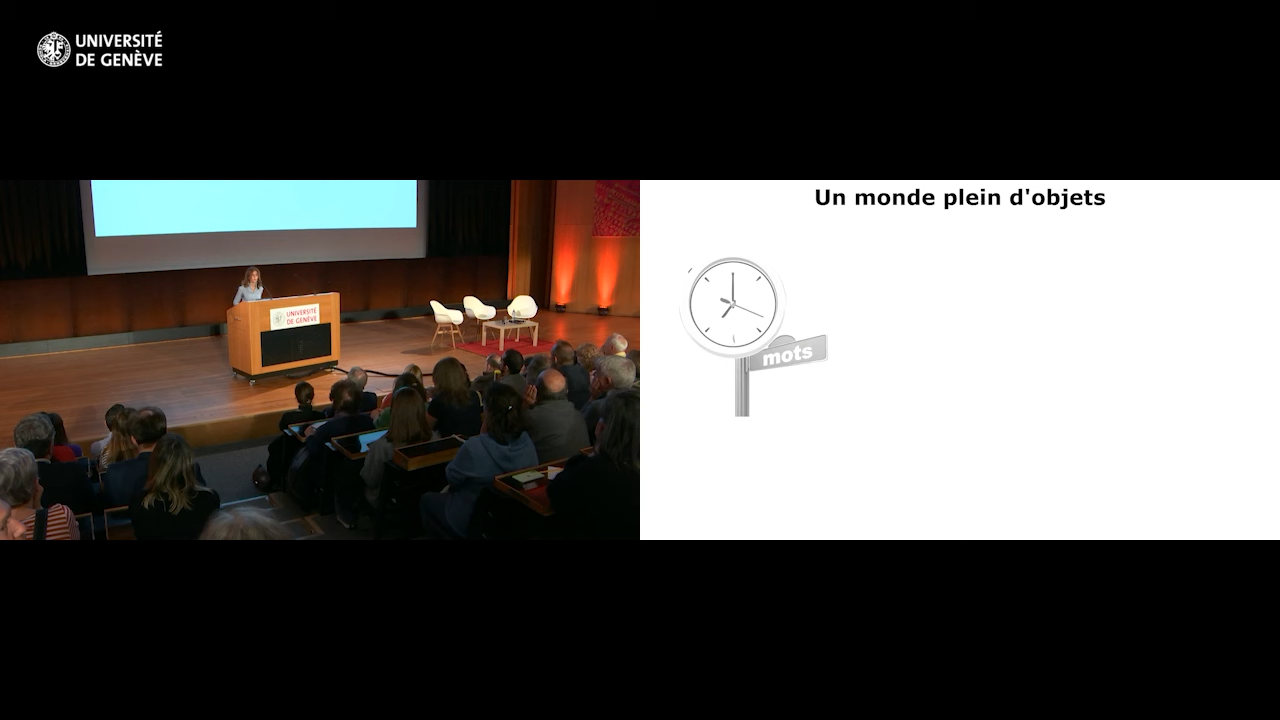 UNIVERSITÉ
DE GENÈVE
UNIVERSITÉ
DE GENÈVE
Un monde plein d'objets
mots